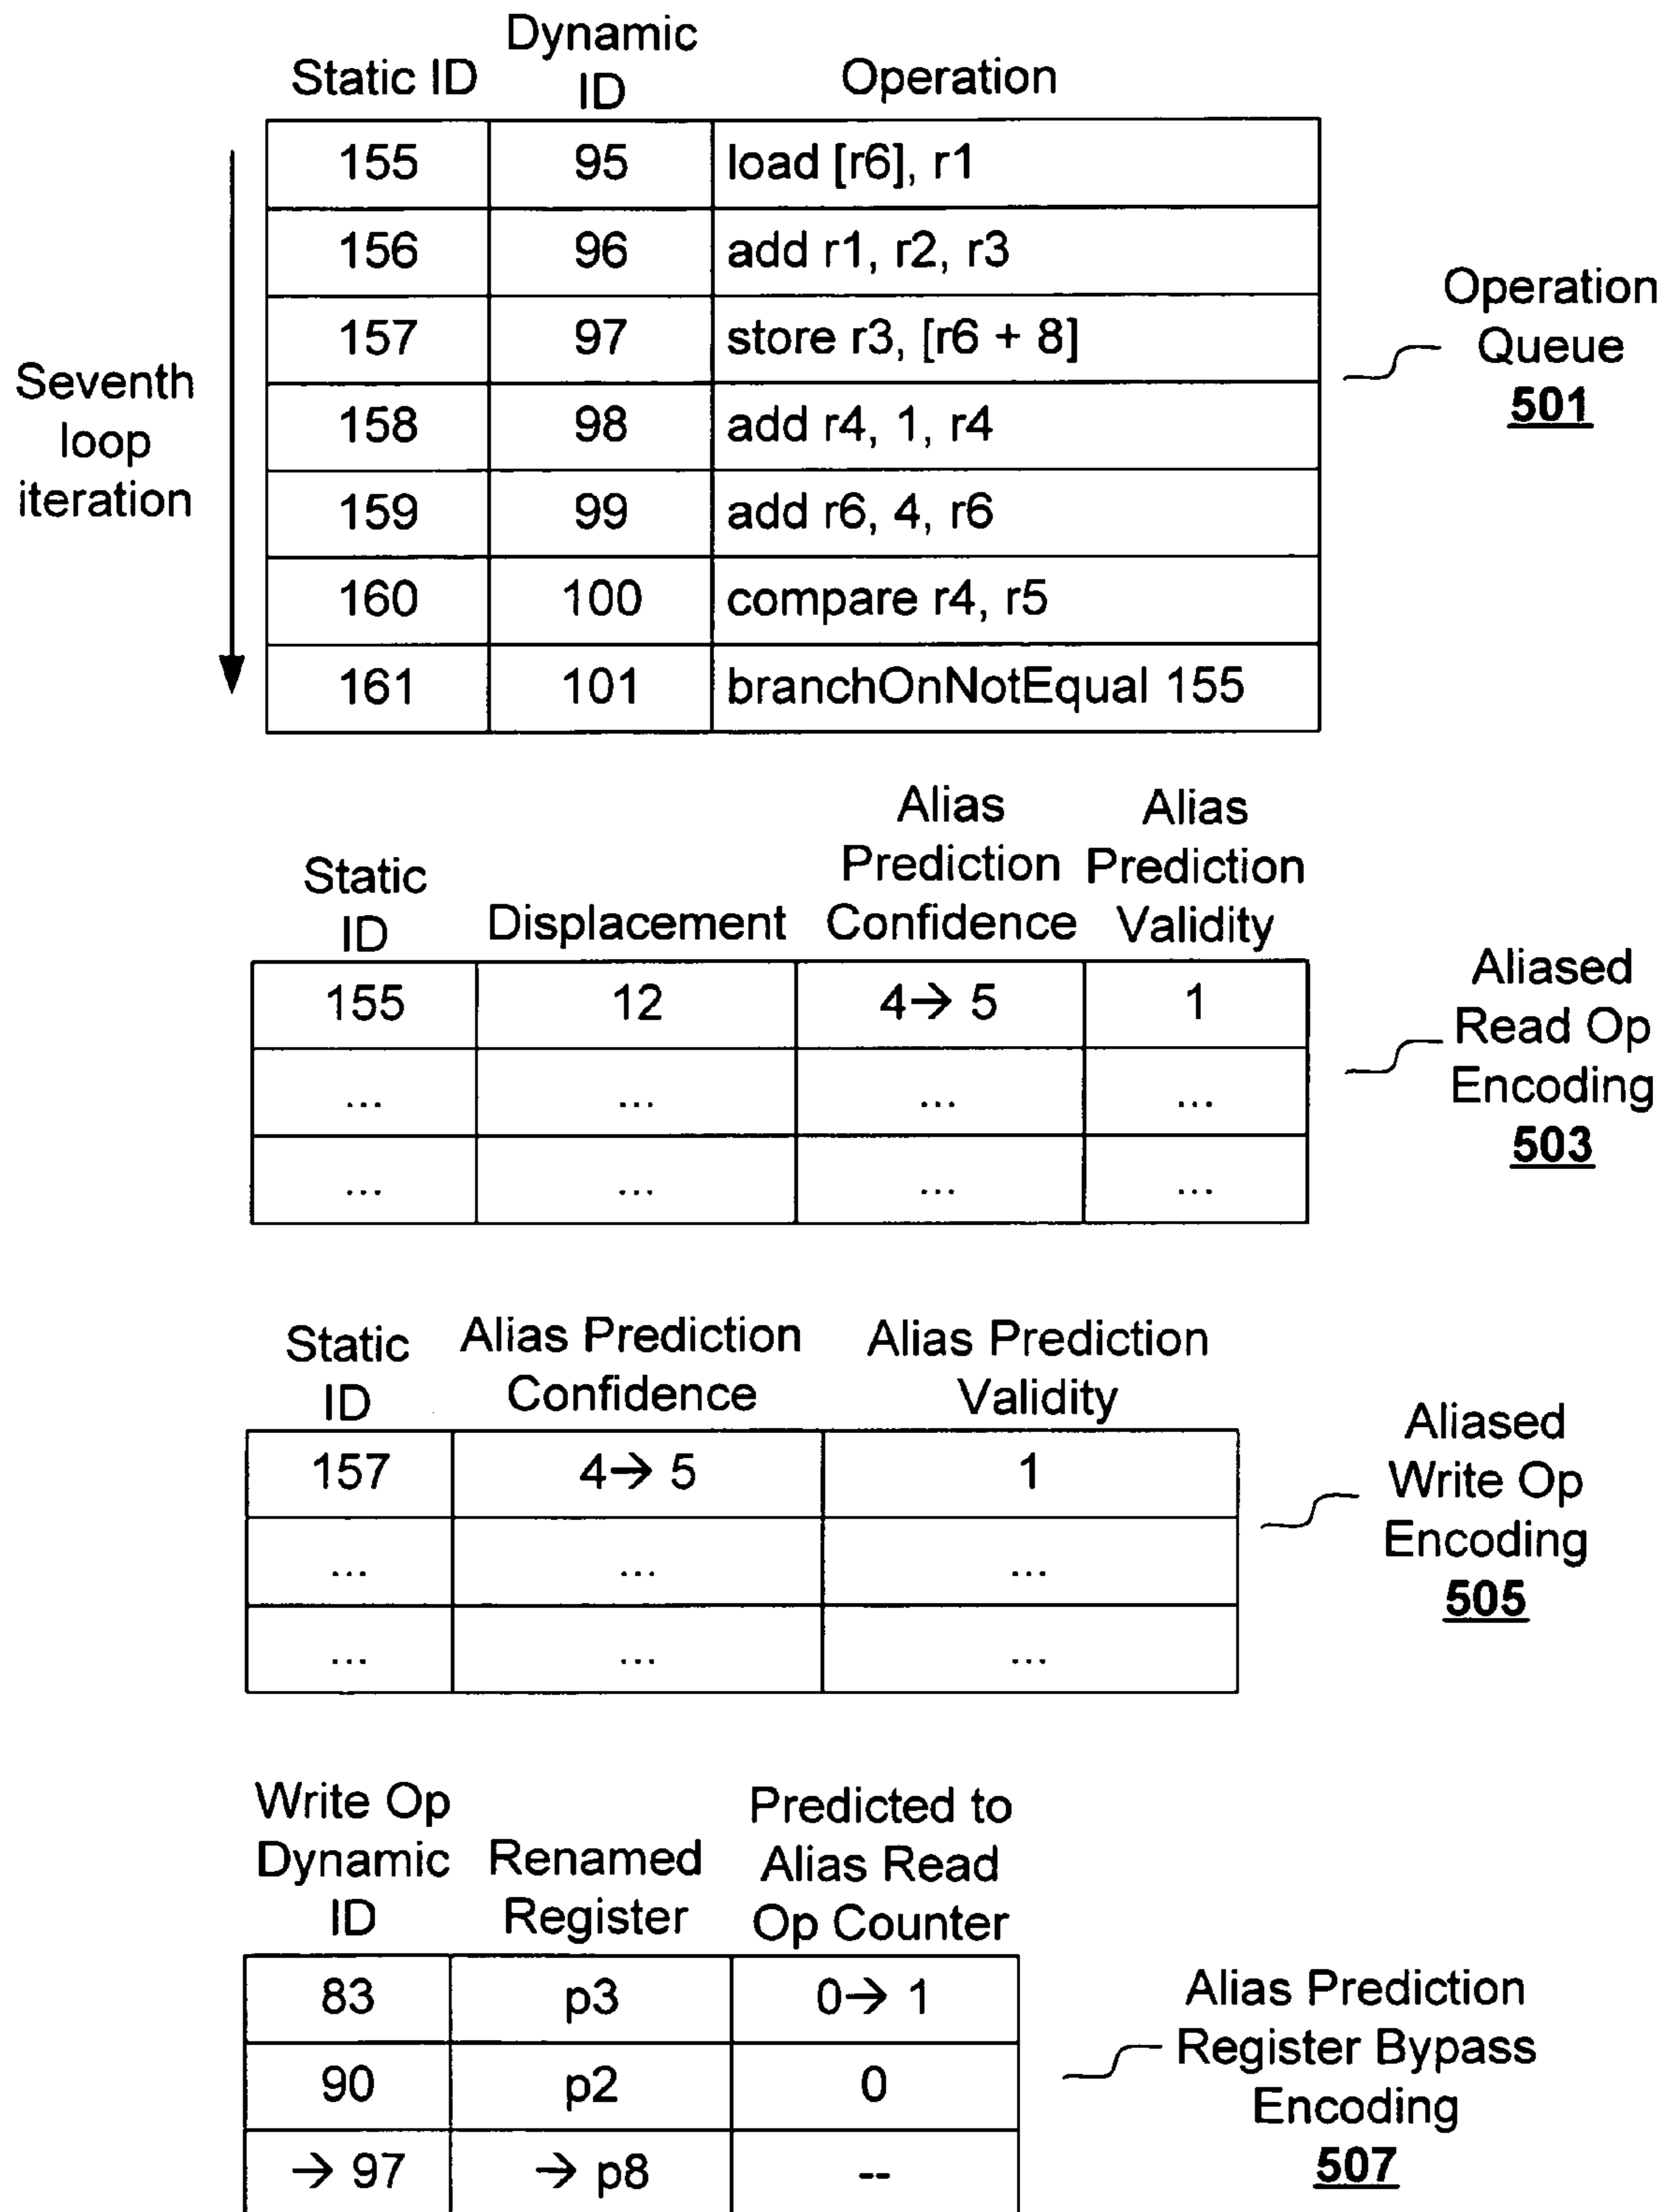 Static ID Dynamic ID Operation
155 95 load [r6], r1
156 96 add r1, r2, r3
157 97 store r3, [r6 + 8]
158 98 add r4, 1, r4
159 99 add r6, 4, r6
160 100 compare r4, r5
161 101 branchOnNotEqual 155
Seventh
loop
iteration
Operation
Queue
501
Static ID Displacement Alias Prediction Confidence Alias Prediction Validity
155 12 4→ 5 1
... ... ... ...
... ... ... ...
Aliased
Read Op
Encoding
503
Static ID Alias Prediction Confidence Alias Prediction Validity
157 4→ 5 1
... ... ...
... ... ...
Aliased
Write Op
Encoding
505
Write Op Dynamic ID Renamed Register Predicted to Alias Read Op Counter
83 p3 0→ 1
90 p2 0
→ 97 → p8 --
Alias Prediction
Register Bypass
Encoding
507